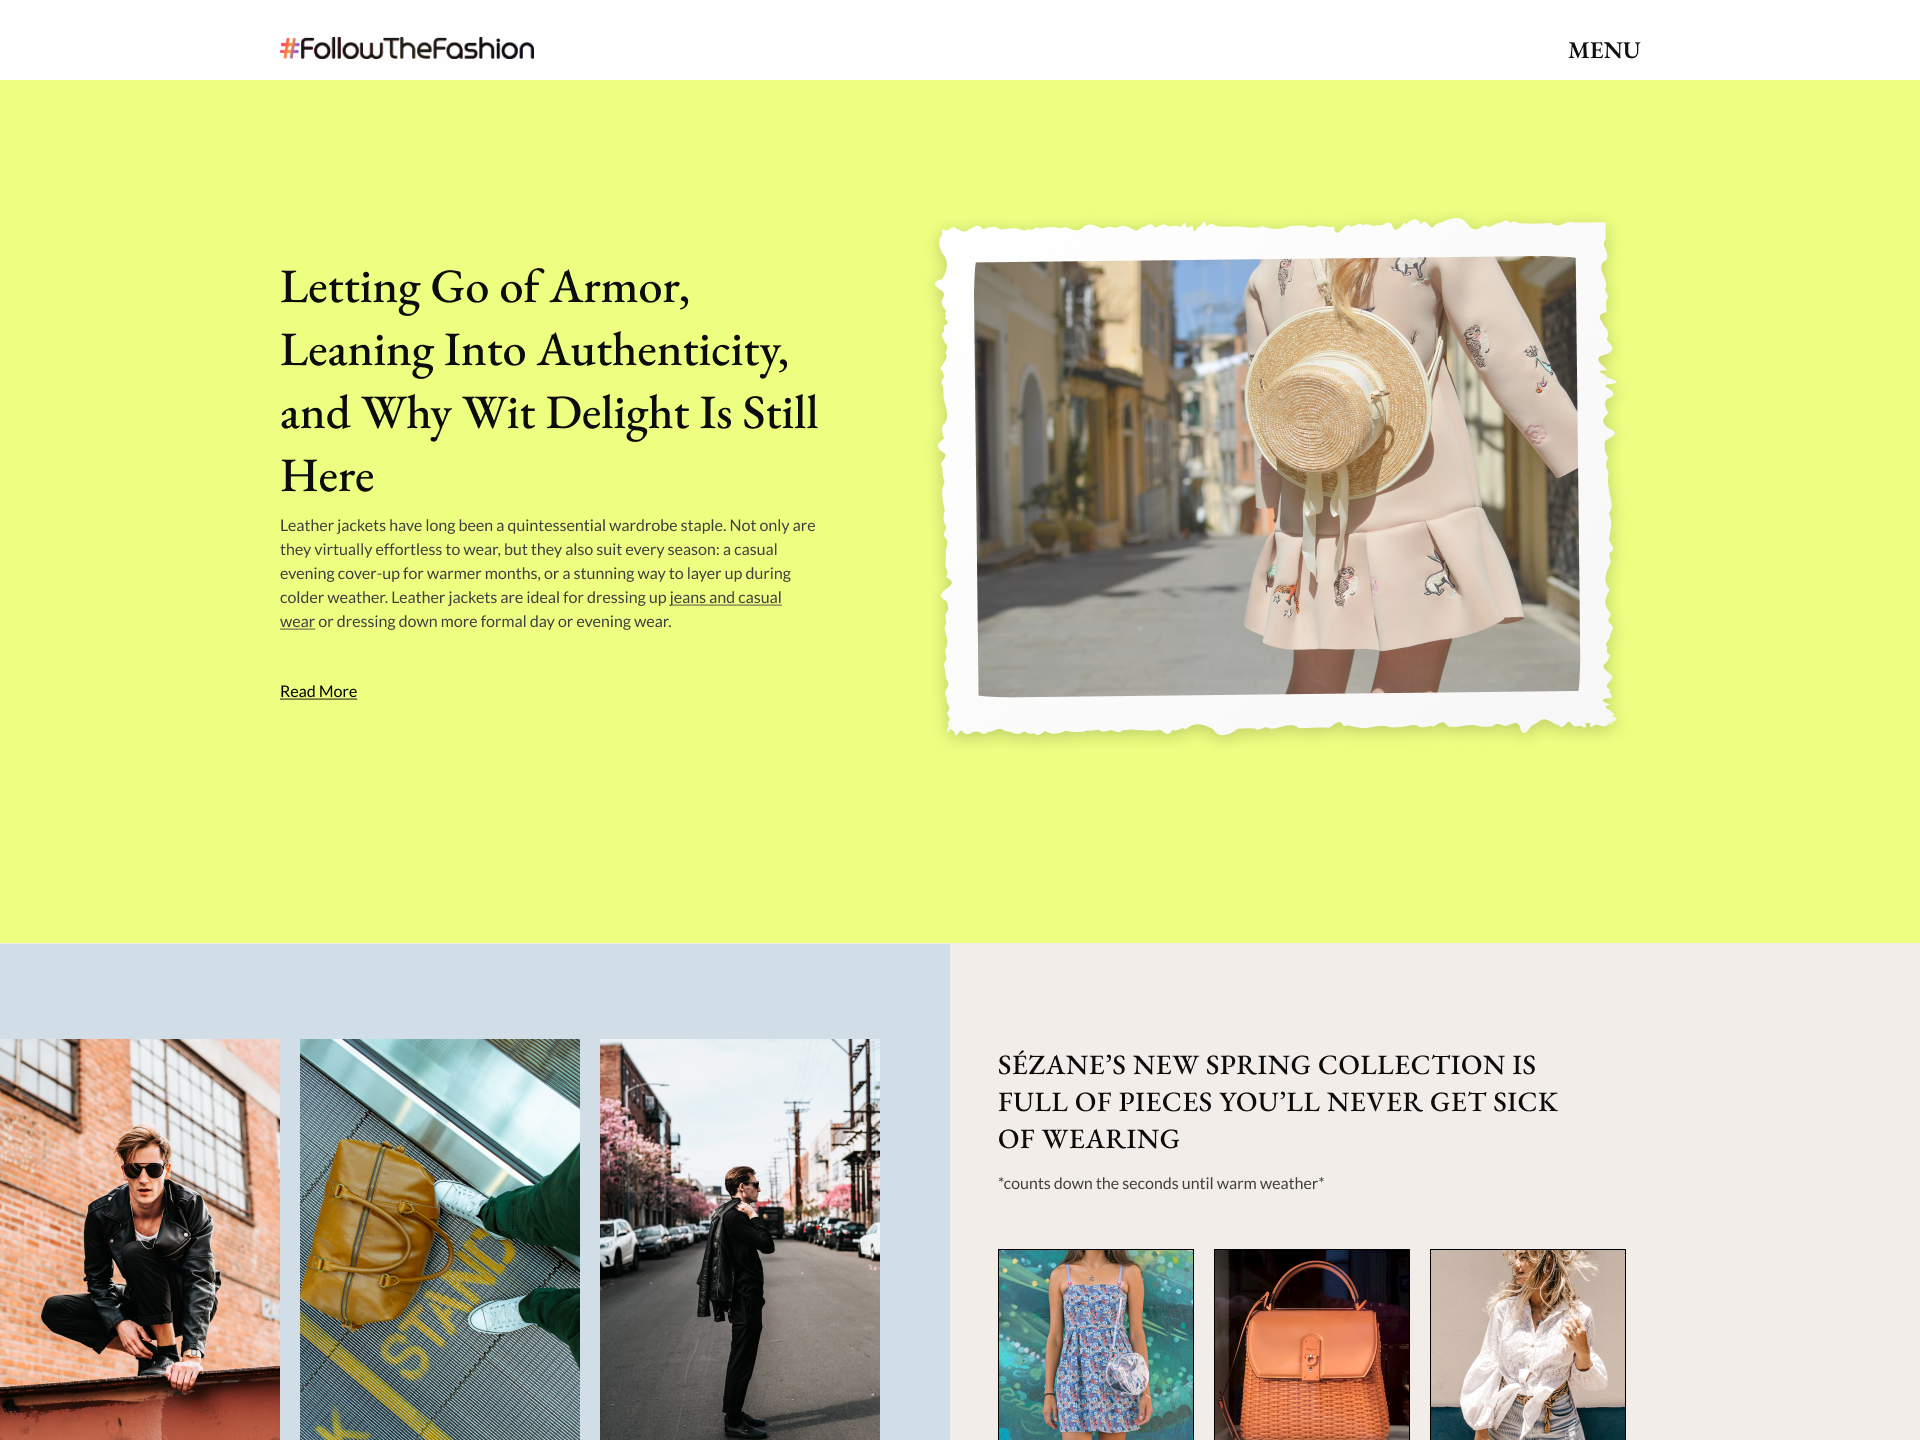 #FollowTheFashion
MENU
Letting Go of Armor,
Leaning Into Authenticity,
and Why Wit Delight Is Still
Here
Leather jackets have long been a quintessential wardrobe staple. Not only are
they virtually effortless to wear, but they also suit every season: a casual
evening cover-up for warmer months, or a stunning way to layer up during
colder weather. Leather jackets are ideal for dressing up jeans and casual
wear or dressing down more formal day or evening wear.
Read More
STAND
K
SÉZANE’S NEW SPRING COLLECTION IS
FULL OF PIECES YOU’LL NEVER GET SICK
OF WEARING
*counts down the seconds until warm weather*